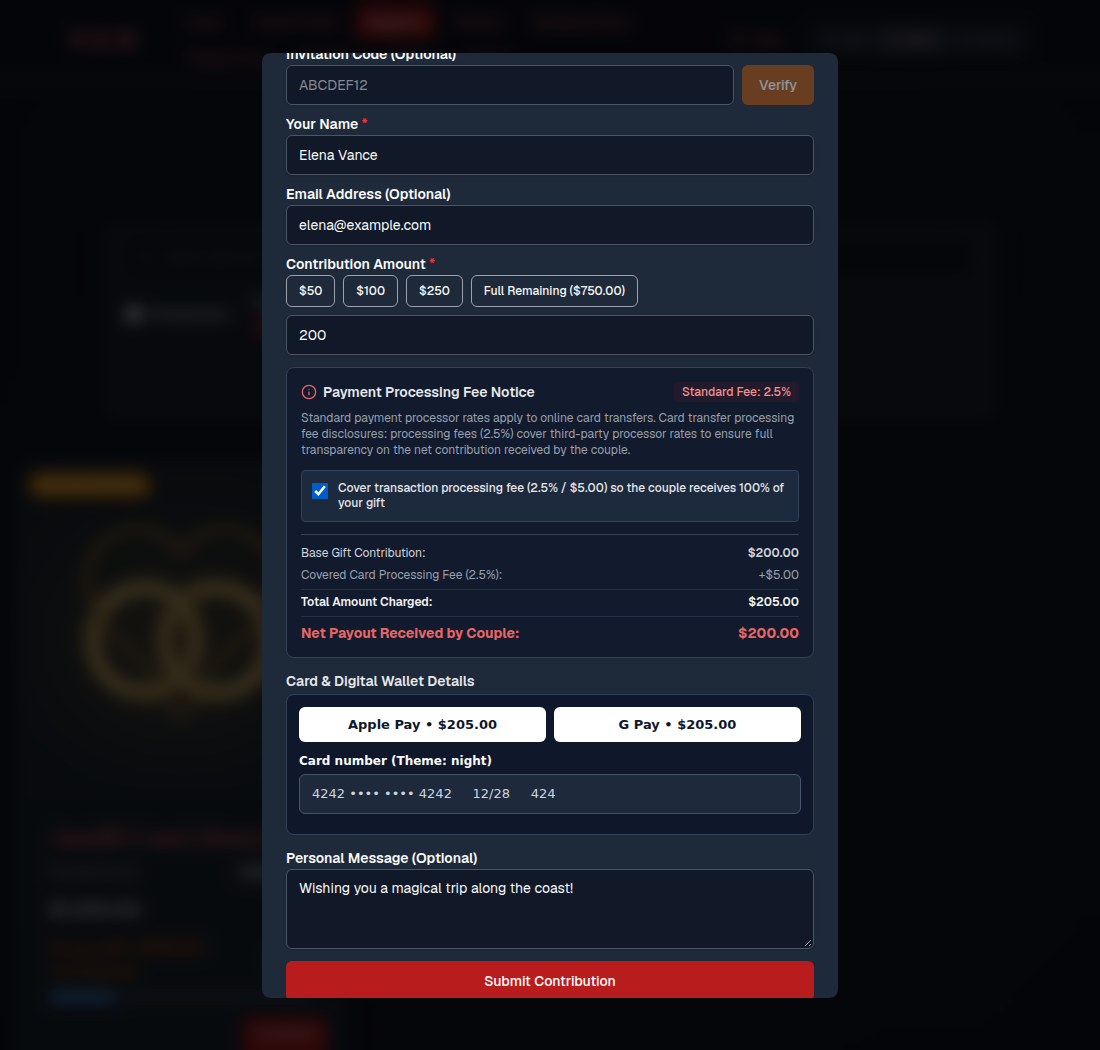 Invitation Code (Optional)
ABCDEF12
Verify
Your Name *
Elena Vance
Email Address (Optional)
elena@example.com
Contribution Amount *
$50
$100
$250
Full Remaining ($750.00)
200
Payment Processing Fee Notice
Standard Fee: 2.5%
Standard payment processor rates apply to online card transfers. Card transfer processing
fee disclosures: processing fees (2.5%) cover third-party processor rates to ensure full
transparency on the net contribution received by the couple.
Cover transaction processing fee (2.5% / $5.00) so the couple receives 100% of
your gift
Base Gift Contribution: $200.00
Covered Card Processing Fee (2.5%): +$5.00
Total Amount Charged: $205.00
Net Payout Received by Couple: $200.00
Card & Digital Wallet Details
Apple Pay • $205.00
G Pay • $205.00
Card number (Theme: night)
4242 •••• •••• 4242 12/28 424
Personal Message (Optional)
Wishing you a magical trip along the coast!
Submit Contribution